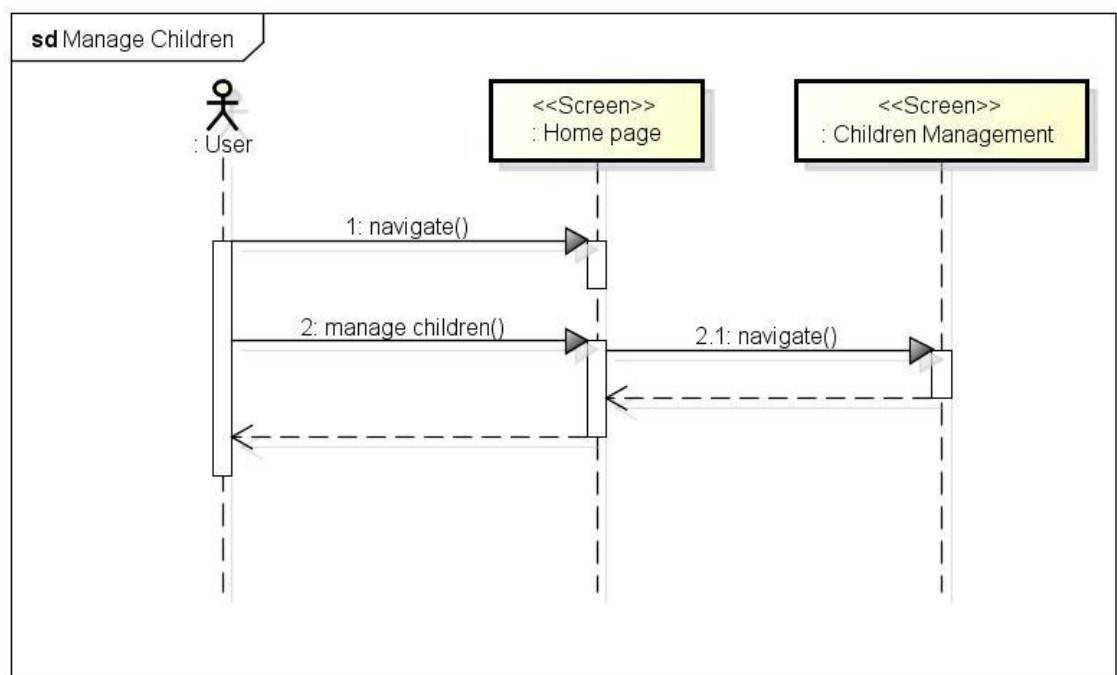 sd Manage Children
: User
<<Screen>>
: Home page
<<Screen>>
: Children Management
1: navigate()
2: manage children()
2.1: navigate()